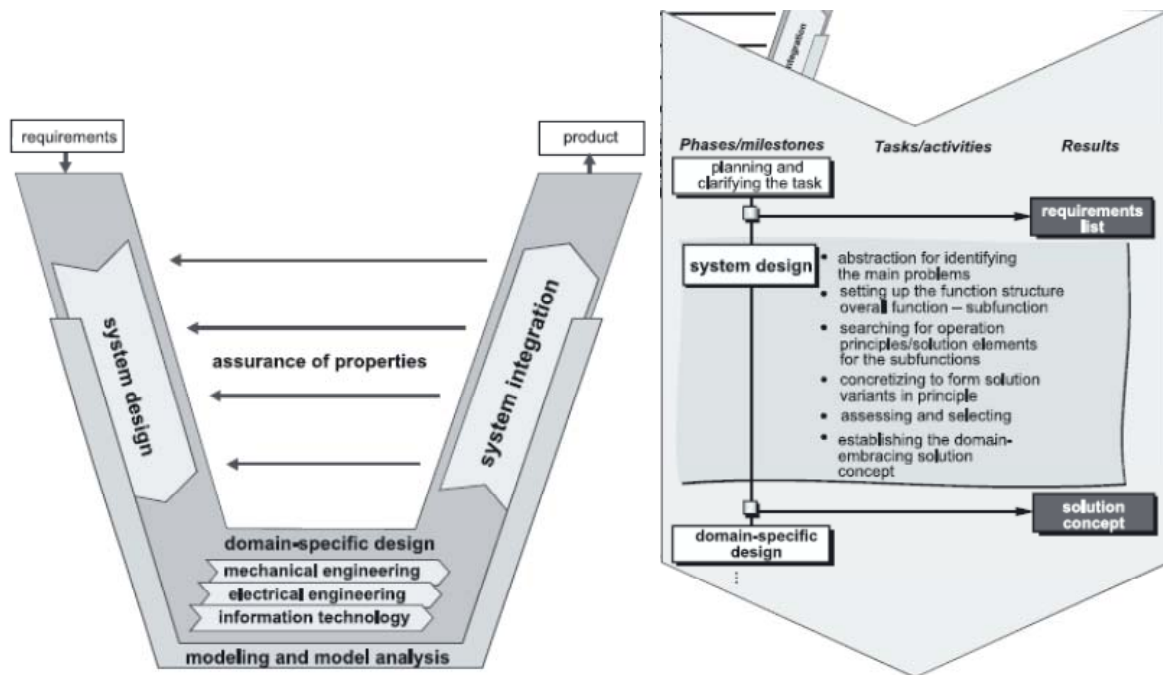 requirements
product
system design
assurance of properties
system integration
domain-specific design
mechanical engineering
electrical engineering
information technology
modeling and model analysis
integration
Phases/milestones
Tasks/activities
Results
planning and
clarifying the task
requirements
list
system design
• abstraction for identifying
the main problems
• setting up the function structure
overall function – subfunction
• searching for operation
principles/solution elements
for the subfunctions
• concretizing to form solution
variants in principle
• assessing and selecting
• establishing the domain-
embracing solution
concept
solution
concept
domain-specific
design